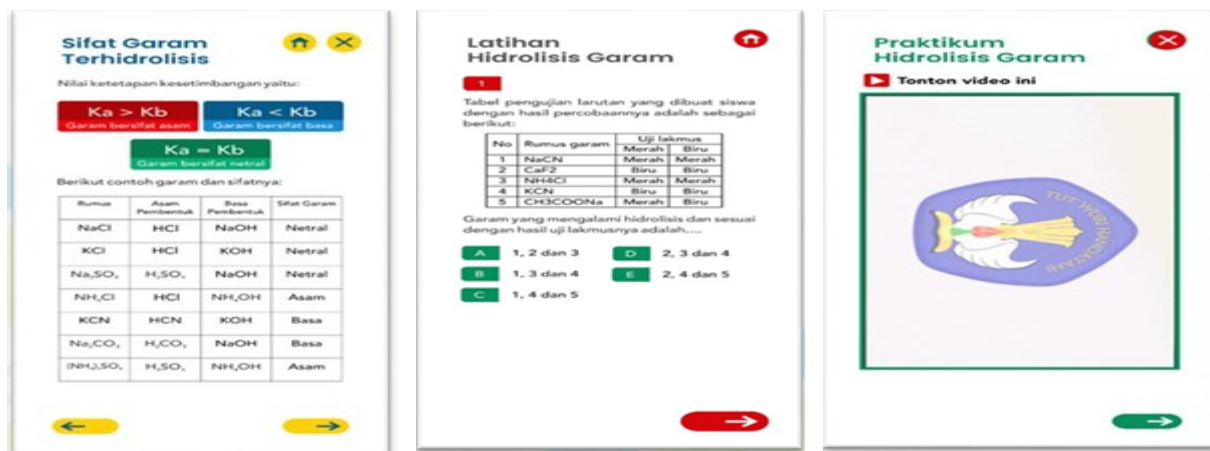 Sifat Garam
Terhidrolisis
Nilai ketetapan kesetimbangan yaitu:
Ka > Kb
Garam bersifat asam
Ka < Kb
Garam bersifat basa
Ka = Kb
Garam bersifat netral
Berikut contoh garam dan sifatnya:
Rumus Asam Pembentuk Basa Pembentuk Sifat Garam
NaCl HCl NaOH Netral
KCl HCl KOH Netral
Na₂SO₄ H₂SO₄ NaOH Netral
NH₄Cl HCl NH₄OH Asam
KCN HCN KOH Basa
Na₂CO₃ H₂CO₃ NaOH Basa
(NH₄)₂SO₄ H₂SO₄ NH₄OH Asam
Latihan
Hidrolisis Garam
1
Tabel pengujian larutan yang dibuat siswa
dengan hasil percobaannya adalah sebagai
berikut:
No Rumus garam Uji lakmus
Merah Biru
1 NaCN Merah Merah
2 CaF2 Biru Biru
3 NH4Cl Merah Merah
4 KCN Biru Biru
5 CH3COONa Merah Biru
Garam yang mengalami hidrolisis dan sesuai
dengan hasil uji lakmusnya adalah....
A 1, 2 dan 3
B 1, 3 dan 4
C 1, 4 dan 5
D 2, 3 dan 4
E 2, 4 dan 5
Praktikum
Hidrolisis Garam
Tonton video ini
TUT WURI HANDAYANI